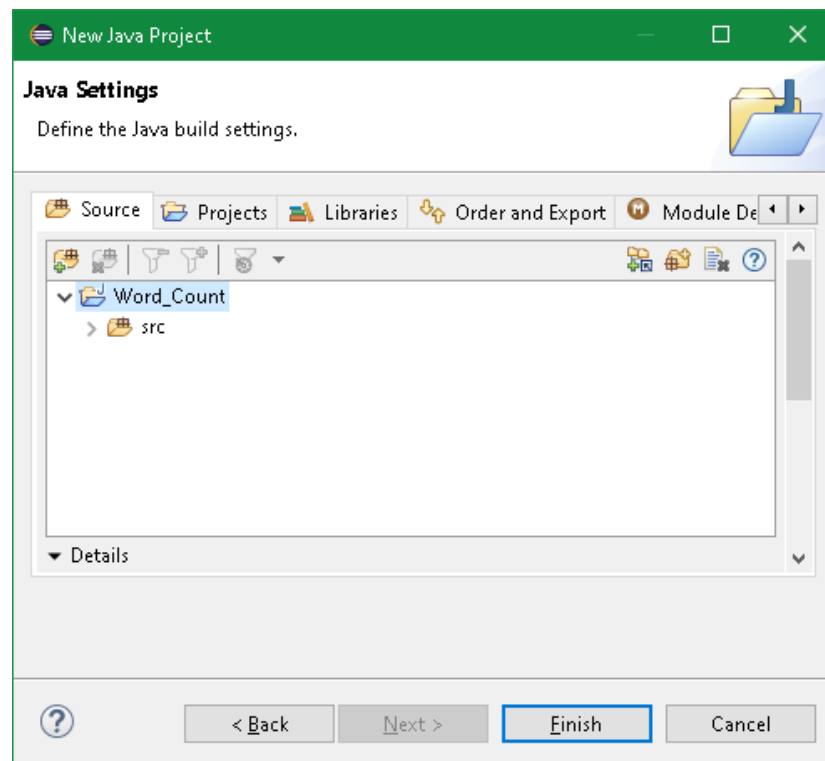 New Java Project
Java Settings
Define the Java build settings.
Source Projects Libraries Order and Export Module De
Word_Count
src
Details
< Back Next > Finish Cancel